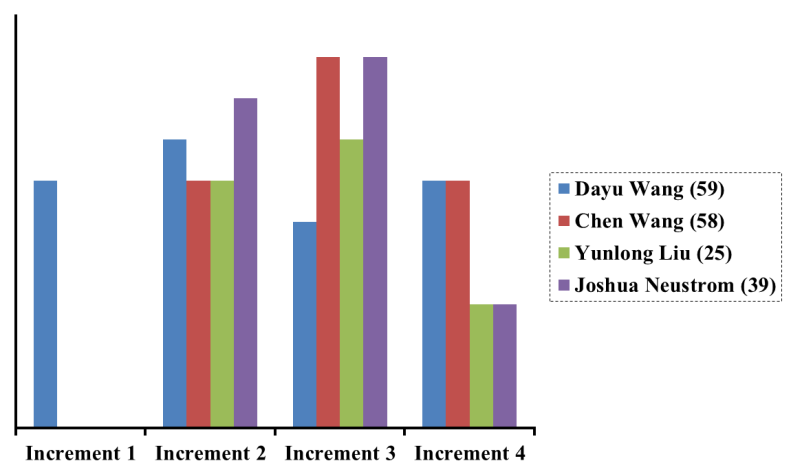 Increment 1 Increment 2 Increment 3 Increment 4
Dayu Wang (59)
Chen Wang (58)
Yunlong Liu (25)
Joshua Neustrom (39)